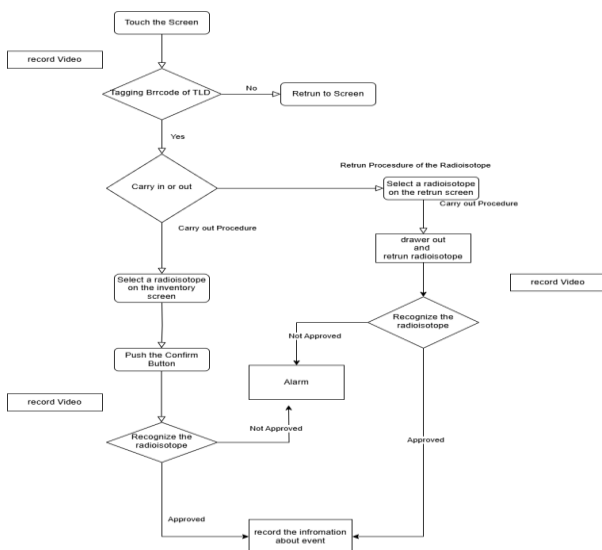 Touch the Screen
record Video
Tagging Brrcode of TLD
No
Retrun to Screen
Yes
Retrun Procesdure of the Radioisotope
Carry in or out
Select a radioisotope
on the retrun screen
Carry out Procedure
Carry out Procedure
drawer out
and
retrun radioisotope
Select a radioisotope
on the inventory
screen
record Video
Recognize the
radioisotope
Not Approved
Push the Confirm
Button
Alarm
record Video
Not Approved
Recognize the
radioisotope
Approved
Approved
record the infromation
about event